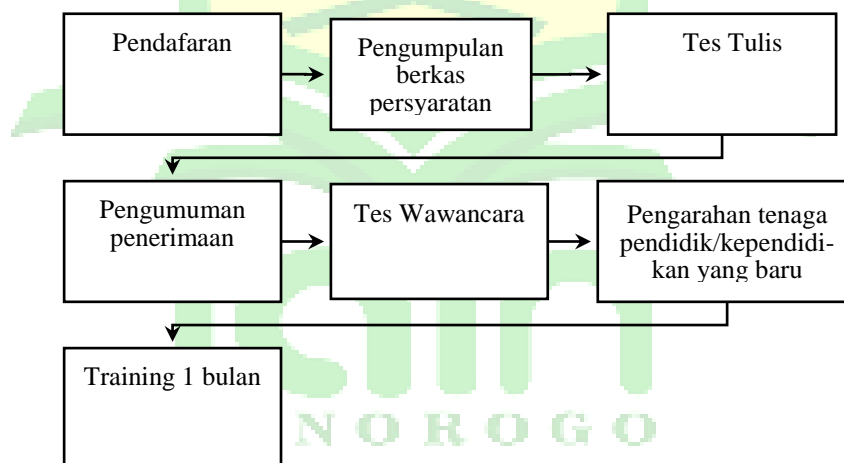 Pendafaran
Pengumpulan
berkas
persyaratan
Tes Tulis
Pengumuman
penerimaan
Tes Wawancara
Pengarahan tenaga
pendidik/kependidi-
kan yang baru
Training 1 bulan
NOROGO